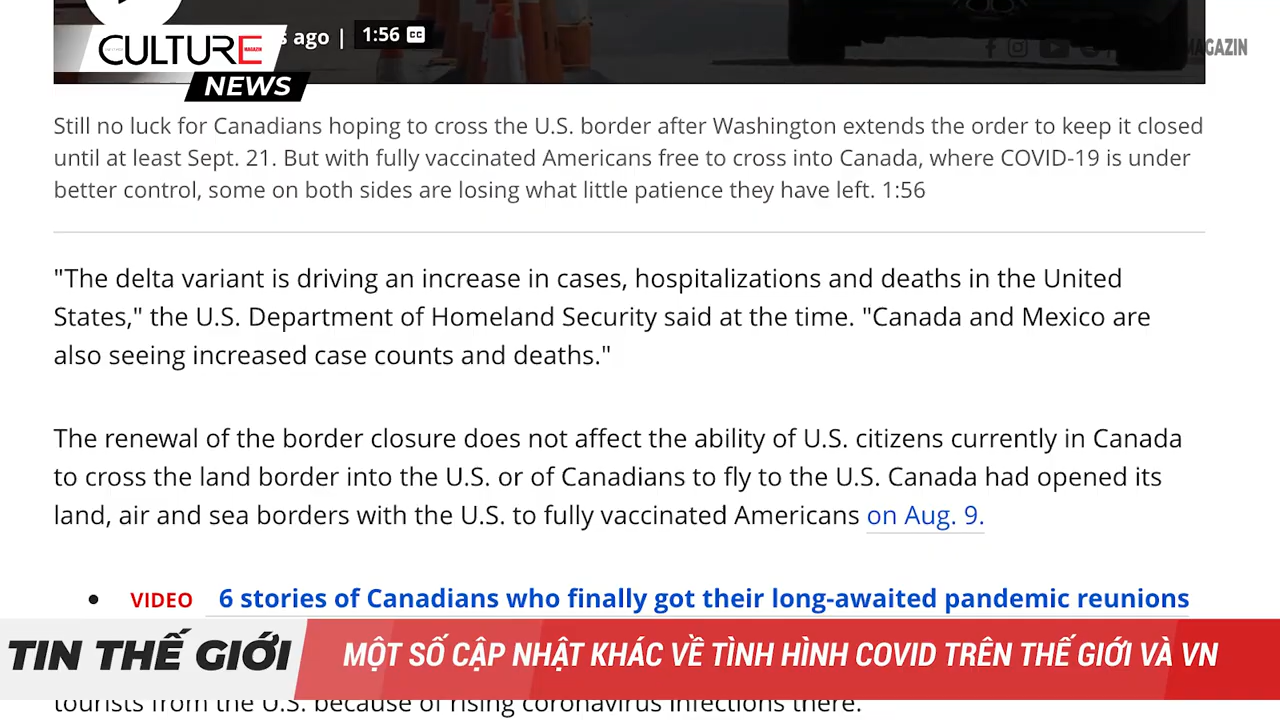 CULTURE
MAGAZIN
NEWS
s ago | 1:56 CC
MAGAZIN
Still no luck for Canadians hoping to cross the U.S. border after Washington extends the order to keep it closed
until at least Sept. 21. But with fully vaccinated Americans free to cross into Canada, where COVID-19 is under
better control, some on both sides are losing what little patience they have left. 1:56
"The delta variant is driving an increase in cases, hospitalizations and deaths in the United
States," the U.S. Department of Homeland Security said at the time. "Canada and Mexico are
also seeing increased case counts and deaths."
The renewal of the border closure does not affect the ability of U.S. citizens currently in Canada
to cross the land border into the U.S. or of Canadians to fly to the U.S. Canada had opened its
land, air and sea borders with the U.S. to fully vaccinated Americans on Aug. 9.
• VIDEO 6 stories of Canadians who finally got their long-awaited pandemic reunions
TIN THẾ GIỚI MỘT SỐ CẬP NHẬT KHÁC VỀ TÌNH HÌNH COVID TRÊN THẾ GIỚI VÀ VN
tourists from the U.S. because of rising coronavirus infections there.